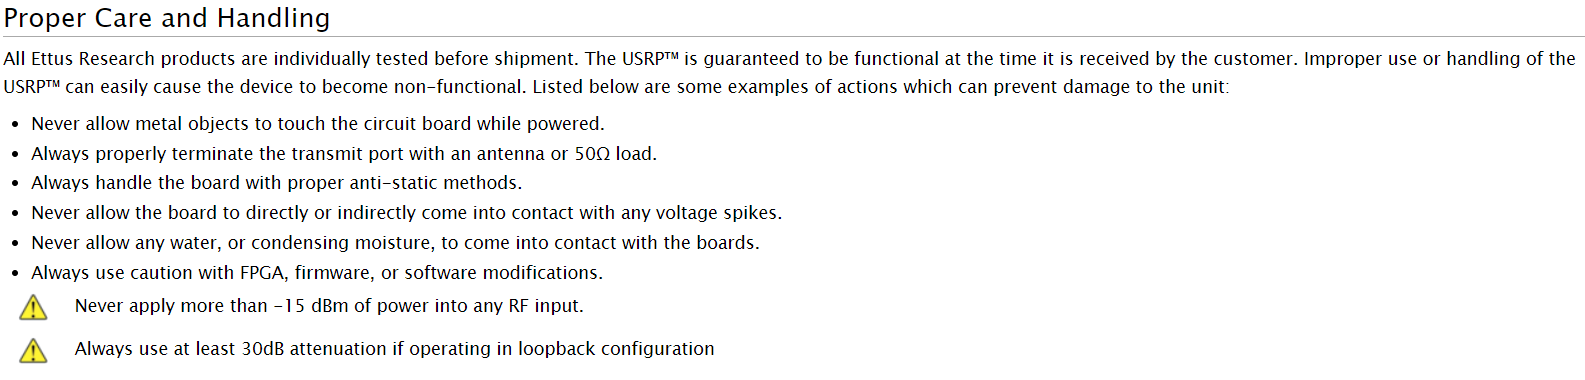 Proper Care and Handling
All Ettus Research products are individually tested before shipment. The USRP™ is guaranteed to be functional at the time it is received by the customer. Improper use or handling of the
USRP™ can easily cause the device to become non-functional. Listed below are some examples of actions which can prevent damage to the unit:
• Never allow metal objects to touch the circuit board while powered.
• Always properly terminate the transmit port with an antenna or 50Ω load.
• Always handle the board with proper anti-static methods.
• Never allow the board to directly or indirectly come into contact with any voltage spikes.
• Never allow any water, or condensing moisture, to come into contact with the boards.
• Always use caution with FPGA, firmware, or software modifications.
Never apply more than -15 dBm of power into any RF input.
Always use at least 30dB attenuation if operating in loopback configuration